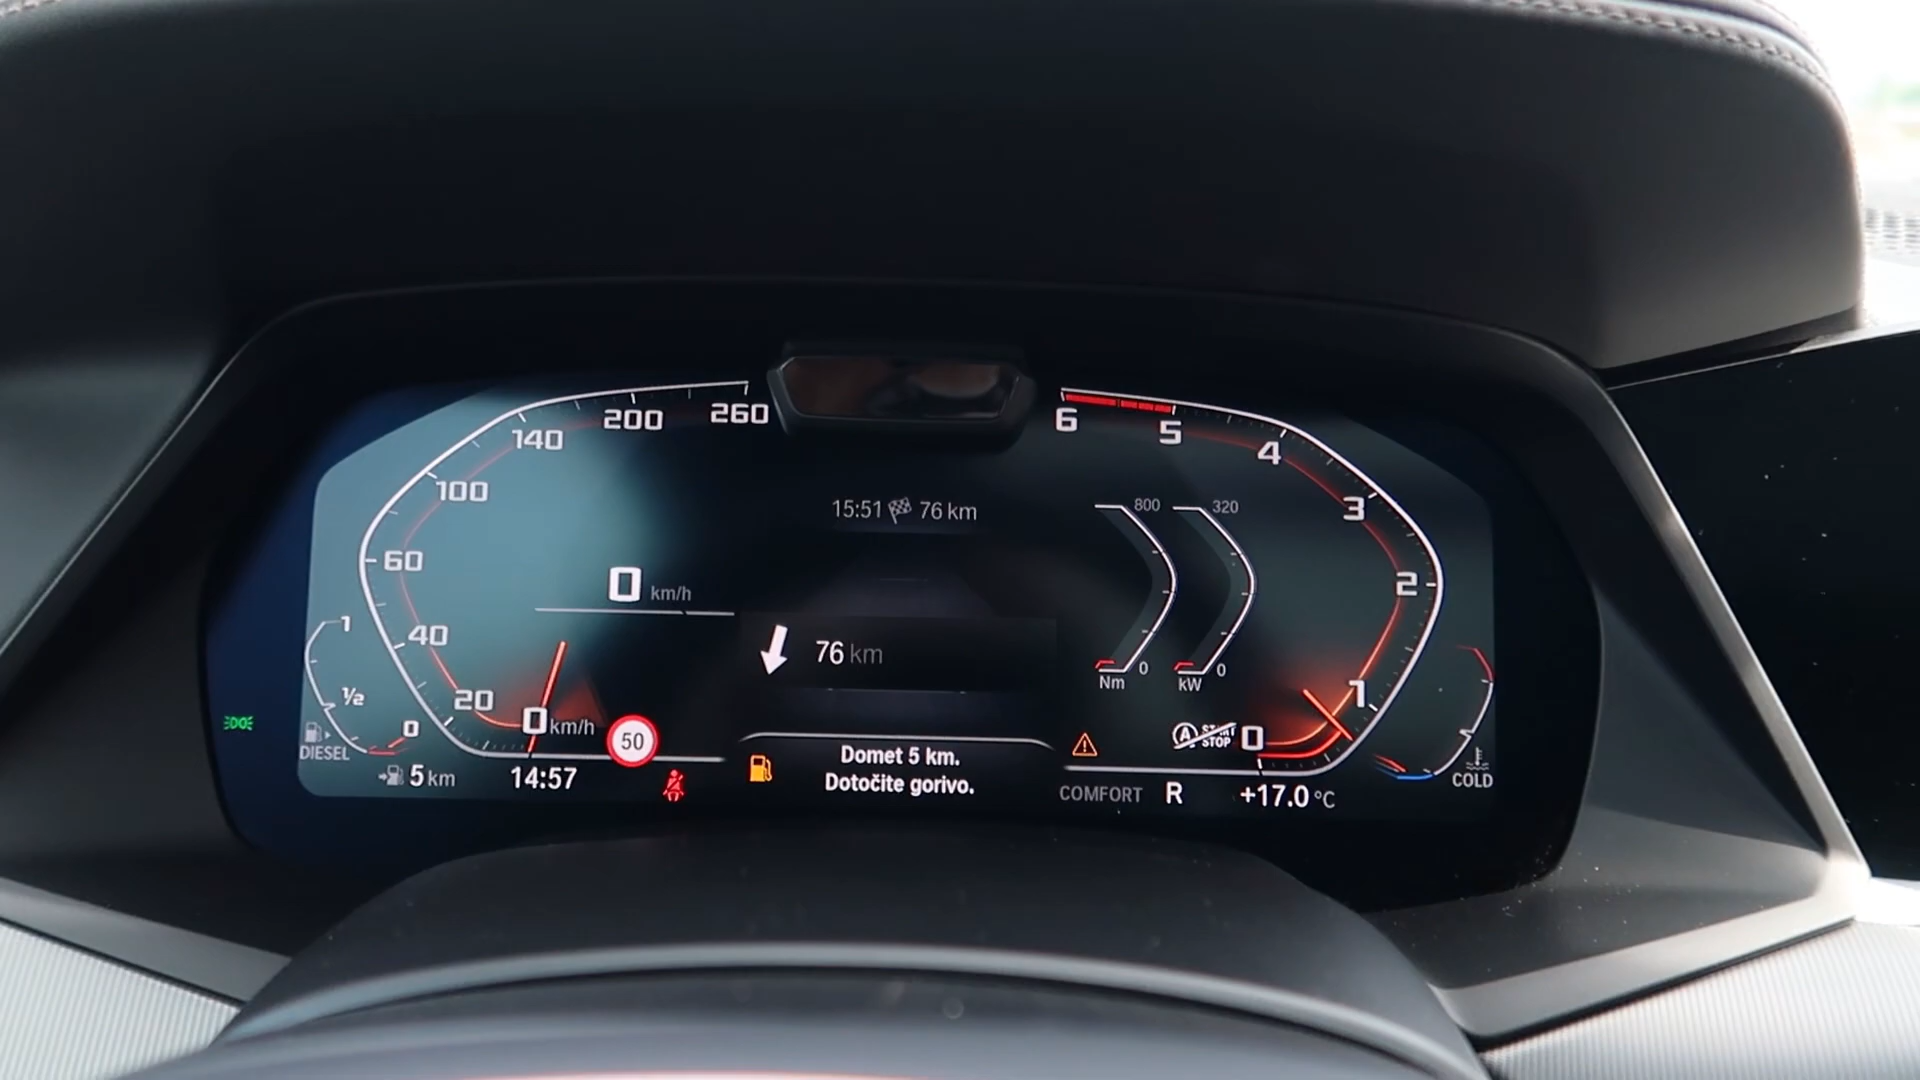 260
200
140
100
60
40
20
0 km/h
0 km/h
50
1
1/2
0
DIESEL
5 km
14:57
15:51 76 km
76 km
Domet 5 km.
Dotočite gorivo.
800
0
Nm
320
0
kW
6
5
4
3
2
1
0
A START STOP
COMFORT R
+17.0 °C
COLD